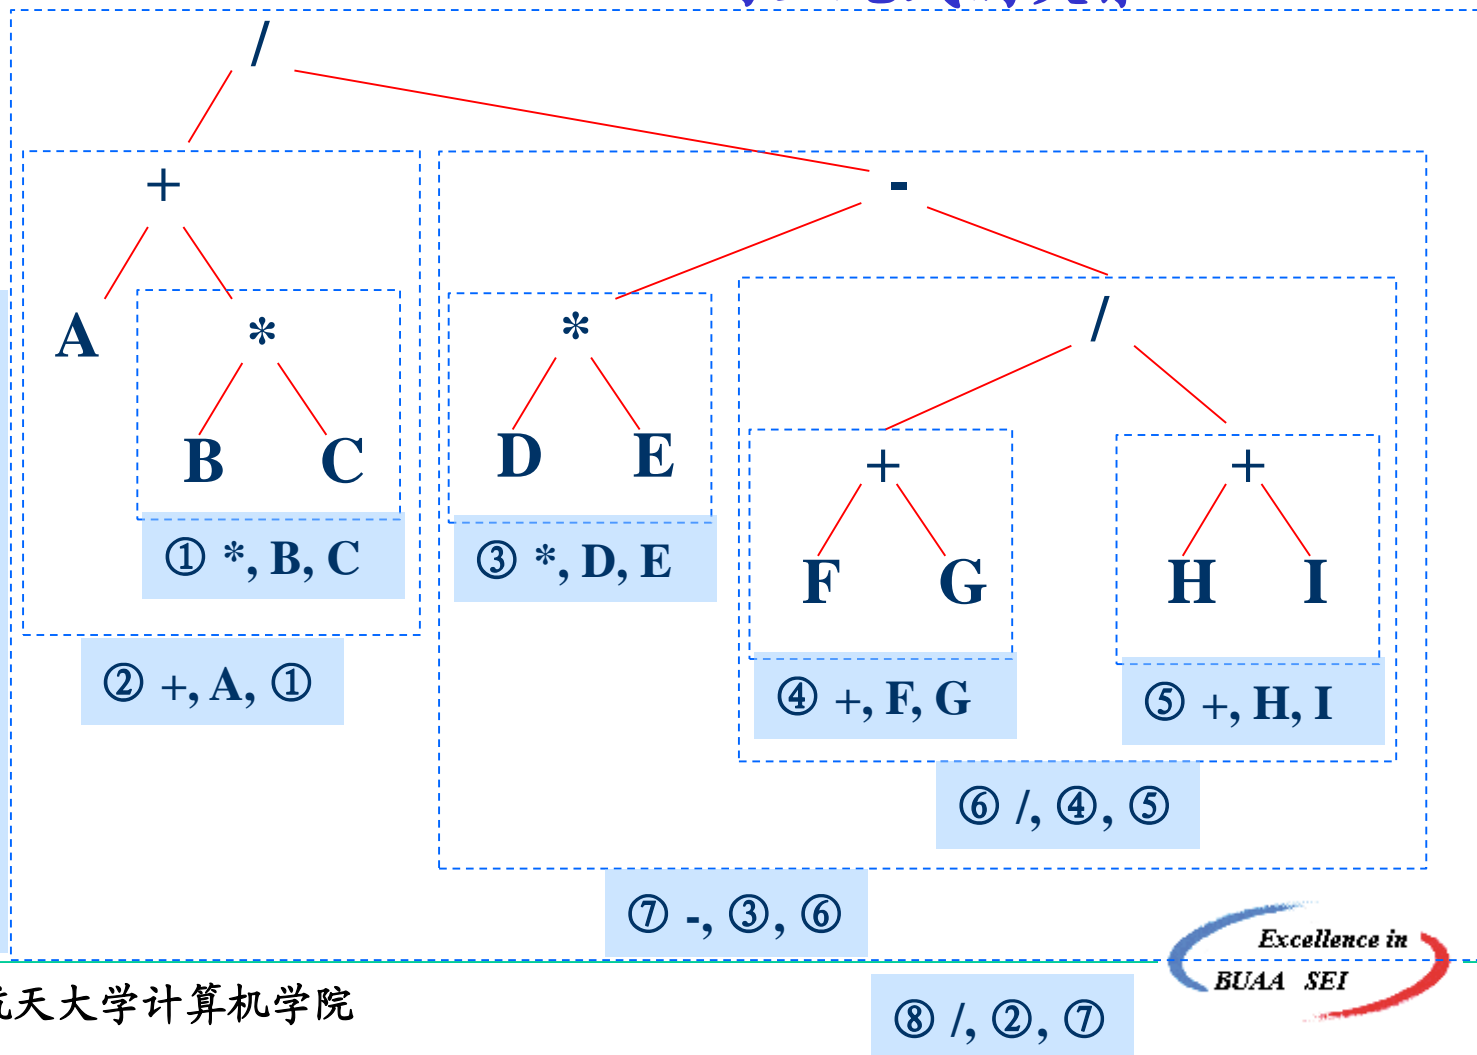 /
+ -
A * * /
B C D E + +
① *, B, C ③ *, D, E F G H I
② +, A, ① ④ +, F, G ⑤ +, H, I
⑥ /, ④, ⑤
⑦ -, ③, ⑥
Excellence in
BUAA SEI
天大学计算机学院
⑧ /, ②, ⑦